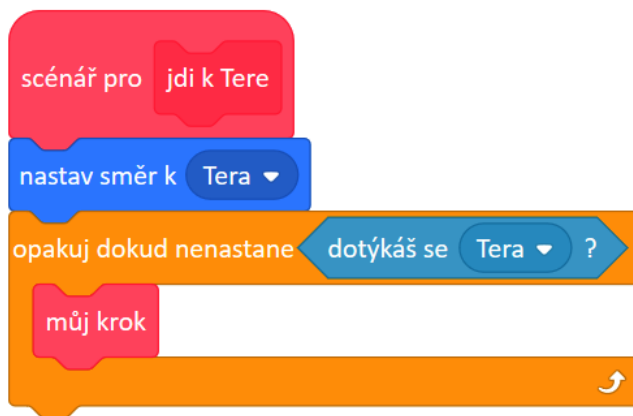 scénář pro jdi k Tere
nastav směr k Tera
opakuj dokud nenastane dotýkáš se Tera ?
můj krok